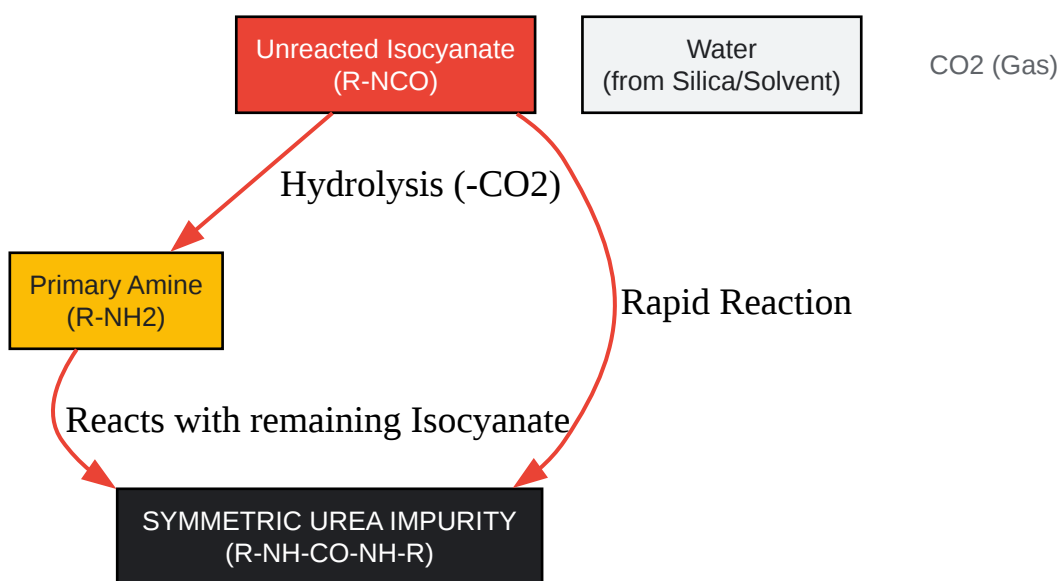 Unreacted Isocyanate
(R-NCO)
Water
(from Silica/Solvent)
CO2 (Gas)
Hydrolysis (-CO2)
Primary Amine
(R-NH2)
Rapid Reaction
Reacts with remaining Isocyanate
SYMMETRIC UREA IMPURITY
(R-NH-CO-NH-R)